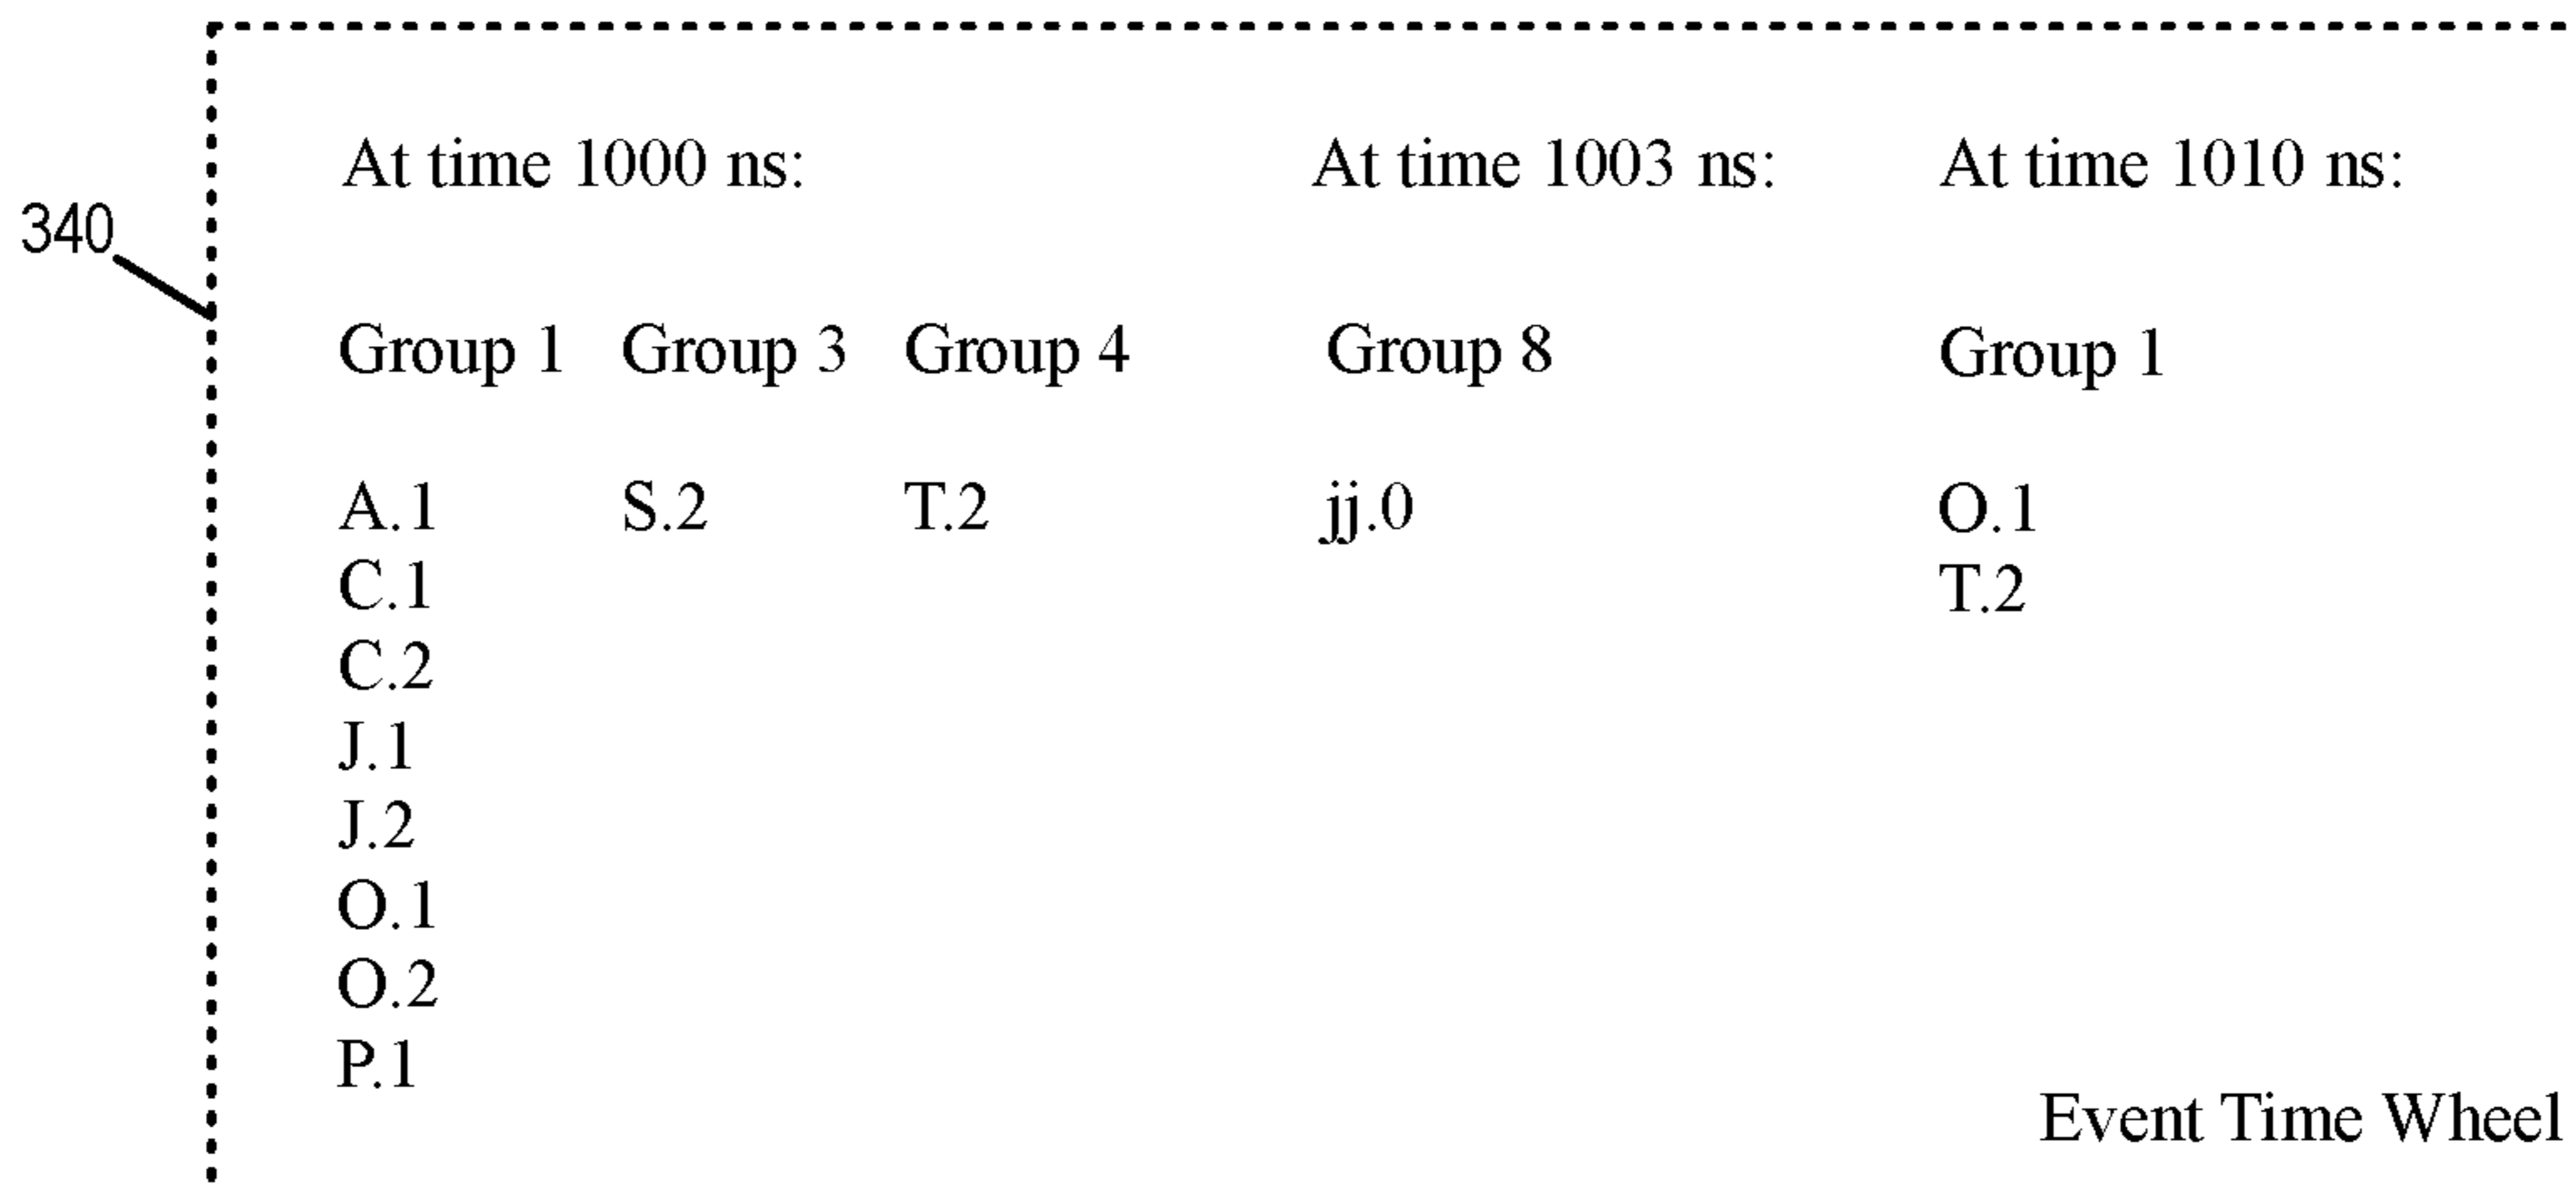 At time 1000 ns: At time 1003 ns: At time 1010 ns:
340
Group 1 Group 3 Group 4 Group 8 Group 1
A.1 S.2 T.2 jj.0 O.1
C.1 T.2
C.2
J.1
J.2
O.1
O.2
P.1
Event Time Wheel